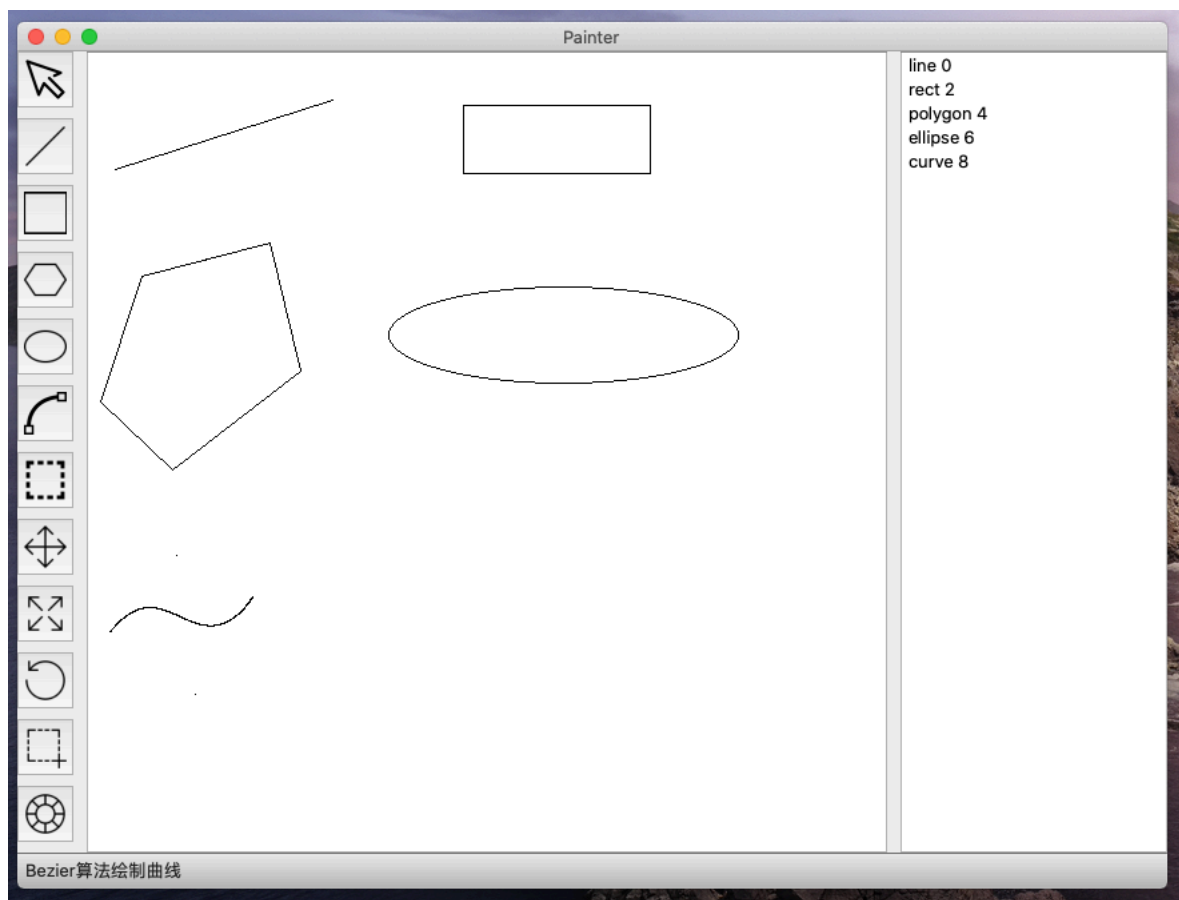 Painter
line 0
rect 2
polygon 4
ellipse 6
curve 8
Bezier算法绘制曲线